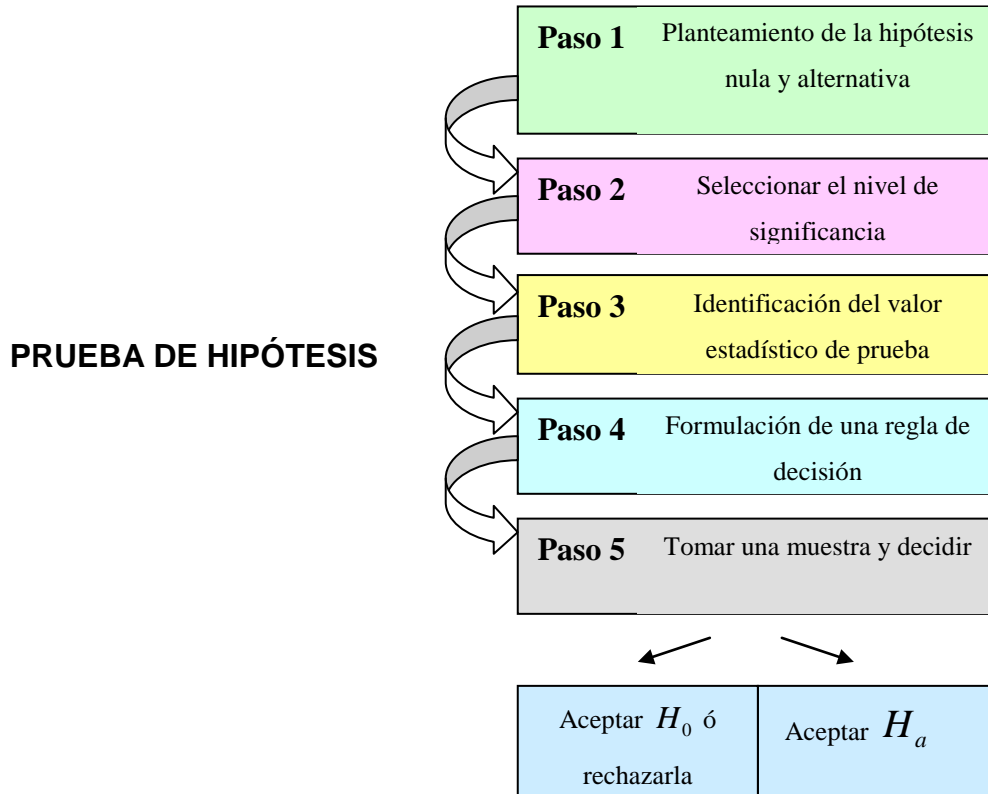 Paso 1 Planteamiento de la hipótesis
nula y alternativa
Paso 2 Seleccionar el nivel de
significancia
Paso 3 Identificación del valor
estadístico de prueba
PRUEBA DE HIPÓTESIS
Paso 4 Formulación de una regla de
decisión
Paso 5 Tomar una muestra y decidir
Aceptar H₀ ó
rechazarla
Aceptar Hₐ